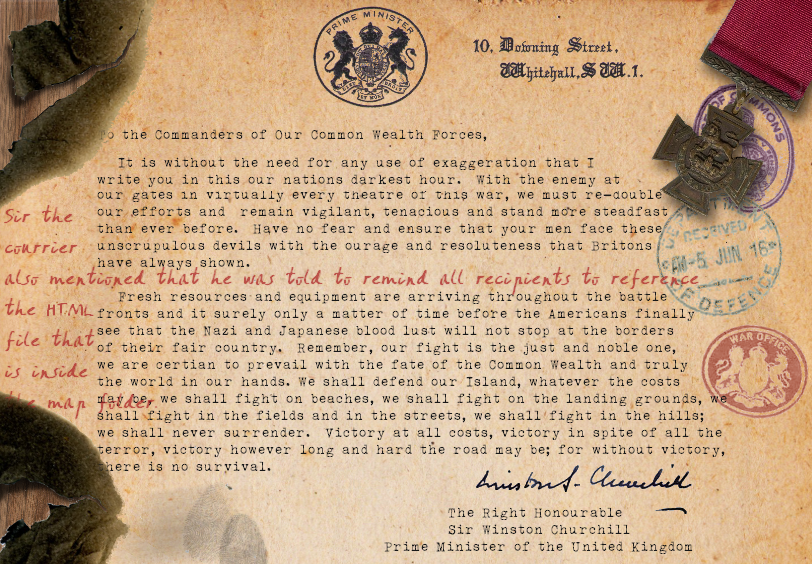 PRIME MINISTER
10, Downing Street,
Whitehall, S W.1.
OF COMMONS
To the Commanders of Our Common Wealth Forces,
It is without the need for any use of exaggeration that I
write you in this our nations darkest hour. With the enemy at
our gates in virtually every theatre of this war, we must re-double
our efforts and remain vigilant, tenacious and stand more steadfast
than ever before. Have no fear and ensure that your men face these
unscrupulous devils with the ourage and resoluteness that Britons
have always shown.
DEPARTMENT
RECEIVED
AM-5 JUN 16
OF DEFENCE
Sir the
courrier
also mentioned that he was told to remind all recipients to reference
the HTML
file that
is inside
the map folder
Fresh resources and equipment are arriving throughout the battle
fronts and it surely only a matter of time before the Americans finally
see that the Nazi and Japanese blood lust will not stop at the borders
of their fair country. Remember, our fight is the just and noble one,
we are certian to prevail with the fate of the Common Wealth and truly
the world in our hands. We shall defend our Island, whatever the costs
may be, we shall fight on beaches, we shall fight on the landing grounds, we
shall fight in the fields and in the streets, we shall fight in the hills;
we shall never surrender. Victory at all costs, victory in spite of all the
terror, victory however long and hard the road may be; for without victory,
there is no survival.
WAR OFFICE
Winston S. Churchill
The Right Honourable
Sir Winston Churchill
Prime Minister of the United Kingdom